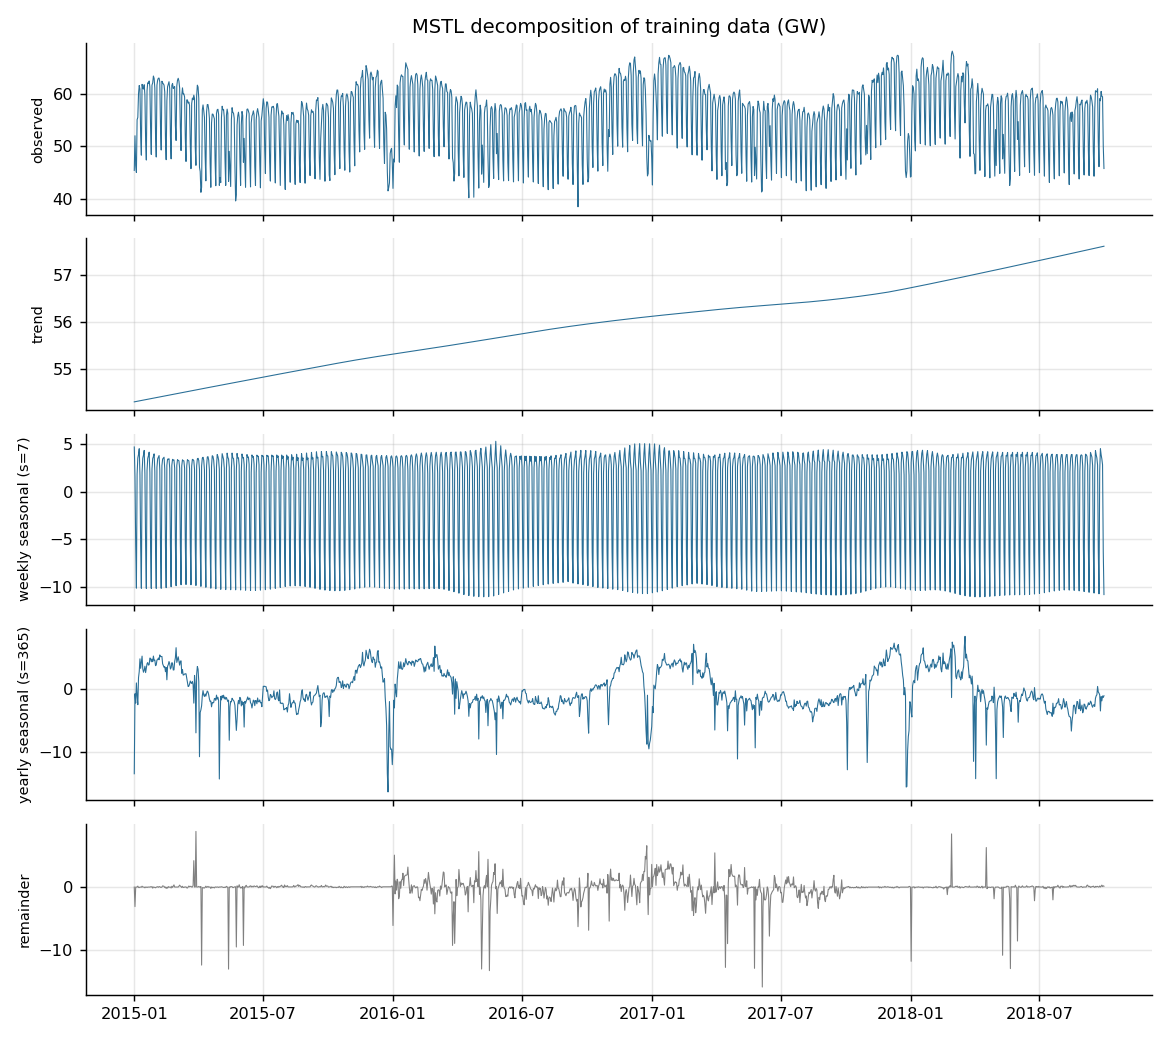 MSTL decomposition of training data (GW)
observed
60
50
40
trend
57
56
55
weekly seasonal (s=7)
5
0
−5
−10
yearly seasonal (s=365)
0
−10
remainder
0
−10
2015-01 2015-07 2016-01 2016-07 2017-01 2017-07 2018-01 2018-07